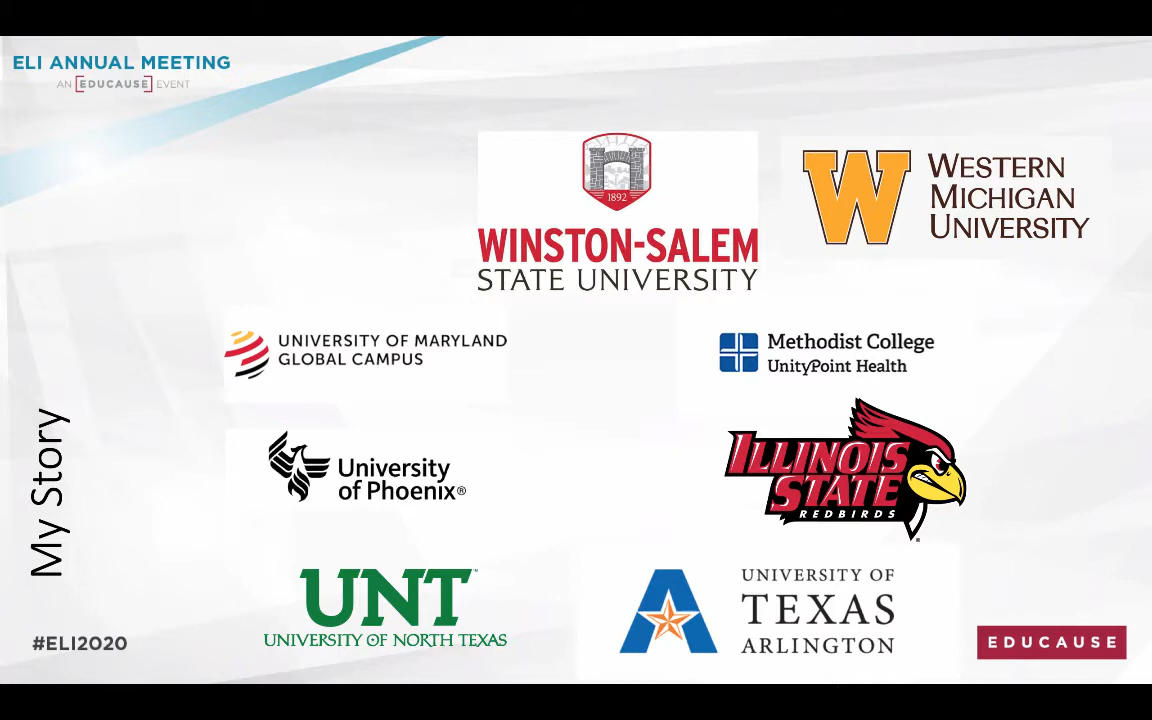 ELI ANNUAL MEETING
AN [EDUCAUSE] EVENT
1892
WINSTON-SALEM
STATE UNIVERSITY
W
WESTERN
MICHIGAN
UNIVERSITY
UNIVERSITY OF MARYLAND
GLOBAL CAMPUS
Methodist College
UnityPoint Health
My Story
University
of Phoenix®
ILLINOIS
STATE
REDBIRDS
®
UNT™
UNIVERSITY OF NORTH TEXAS
A
UNIVERSITY OF
TEXAS
ARLINGTON
#ELI2020
EDUCAUSE